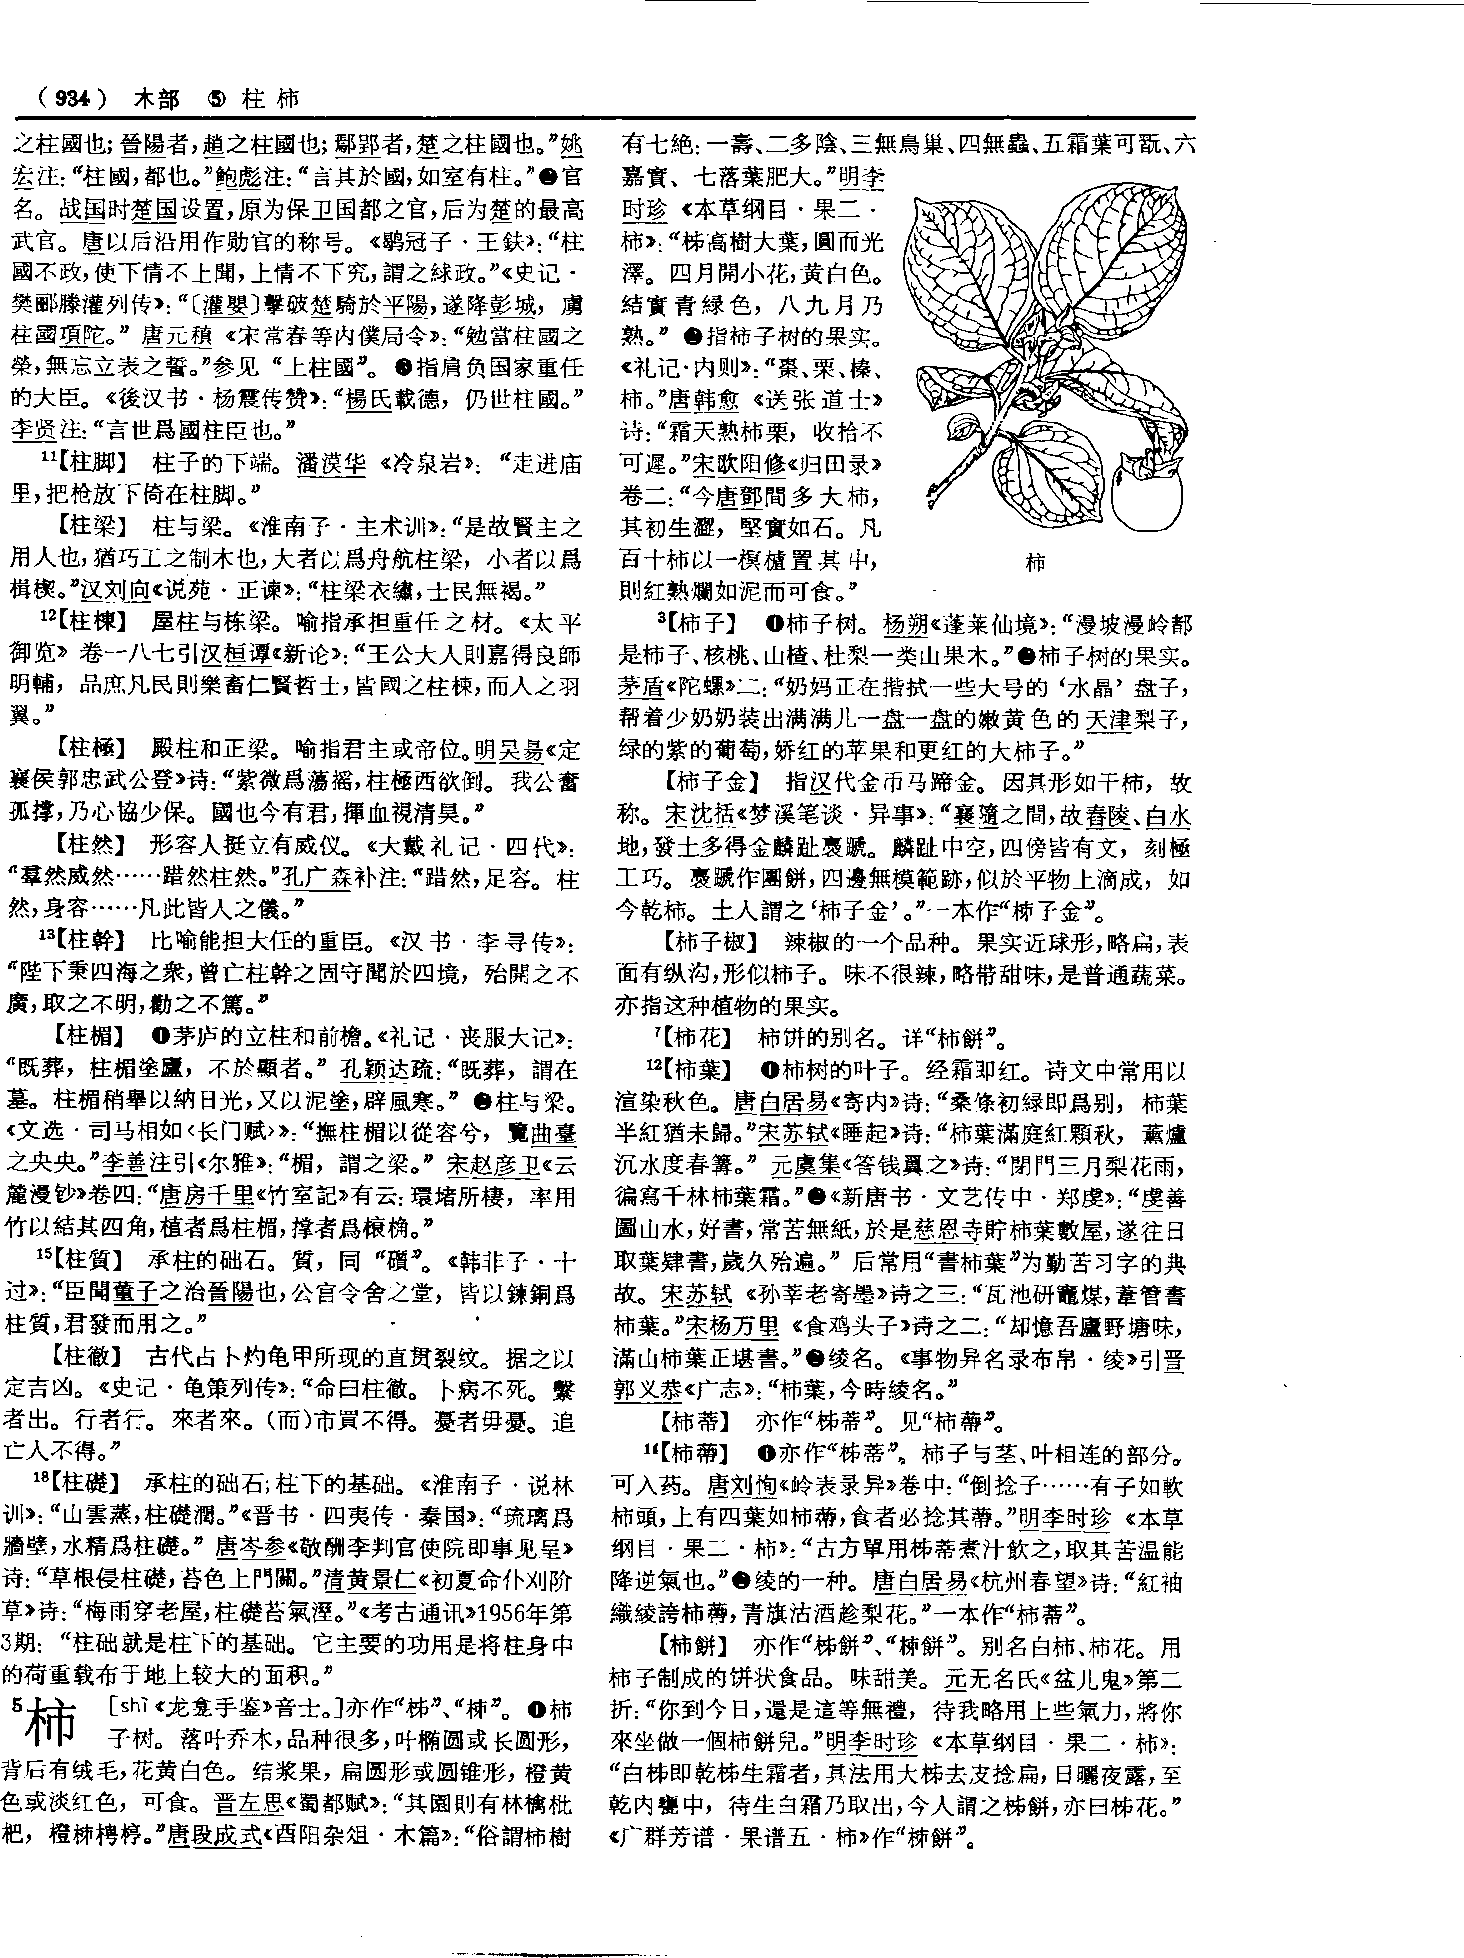 （934） 木部 ⑤ 柱 柿
之柱國也；晉陽者，趙之柱國也；鄢郢者，楚之柱國也。”姚
宏注：“柱國，都也。”鮑彪注：“言其於國，如室有柱。”❷官
名。战国时楚国设置，原为保卫国都之官，后为楚的最高
武官。唐以后沿用作勋官的称号。《鹖冠子·王鈇》：“柱
國不政，使下情不上聞，上情不下究，謂之綠政。”《史记·
樊郦滕灌列传》：“〔灌嬰〕擊破楚騎於平陽，遂降彭城，虜
柱國項陀。”唐元稹《宋常春等内僕局令》：“勉當柱國之
榮，無忘立表之誓。”参见“上柱國”。❸指肩负国家重任
的大臣。《後汉书·杨震传赞》：“楊氏載德，仍世柱國。”
李贤注：“言世爲國柱臣也。”
11【柱脚】 柱子的下端。潘漠华《冷泉岩》：“走进庙
里，把枪放下倚在柱脚。”
【柱梁】 柱与梁。《淮南子·主术训》：“是故賢主之
用人也，猶巧工之制木也，大者以爲舟航柱梁，小者以爲
楫楔。”汉刘向《说苑·正谏》：“柱梁衣繡，士民無褐。”
12【柱棟】 屋柱与栋梁。喻指承担重任之材。《太平
御览》卷一八七引汉桓谭《新论》：“王公大人則嘉得良師
明輔，品庶凡民則樂畜仁賢哲士，皆國之柱棟，而人之羽
翼。”
【柱極】 殿柱和正梁。喻指君主或帝位。明吴易《定
襄侯郭忠武公登》诗：“紫微爲蕩摇，柱極西欲倒。我公奮
孤撑，乃心協少保。國也今有君，揮血視清昊。”
【柱然】 形容人挺立有威仪。《大戴礼记·四代》：
“羣然戚然……踖然柱然。”孔广森补注：“踖然，足容。柱
然，身容……凡此皆人之儀。”
13【柱幹】 比喻能担大任的重臣。《汉书·李寻传》：
“陛下秉四海之衆，曾亡柱幹之固守聞於四境，殆開之不
廣，取之不明，勸之不篤。”
【柱楣】 ❶茅庐的立柱和前檐。《礼记·丧服大记》：
“既葬，柱楣塗廬，不於顯者。”孔颖达疏：“既葬，謂在
墓。柱楣稍舉以納日光，又以泥塗，辟風寒。”❷柱与梁。
《文选·司马相如〈长门赋〉》：“撫柱楣以從容兮，覽曲臺
之央央。”李善注引《尔雅》：“楣，謂之梁。”宋赵彦卫《云
麓漫钞》卷四：“唐房千里《竹室記》有云：環堵所棲，率用
竹以結其四角，植者爲柱楣，撑者爲榱桷。”
15【柱質】 承柱的础石。質，同“礩”。《韩非子·十
过》：“臣聞董子之治晉陽也，公宫令舍之堂，皆以鍊銅爲
柱質，君發而用之。”
【柱徹】 古代占卜灼龟甲所现的直贯裂纹。据之以
定吉凶。《史记·龟策列传》：“命曰柱徹。卜病不死。繫
者出。行者行。來者來。（而）市買不得。憂者毋憂。追
亡人不得。”
18【柱礎】 承柱的础石；柱下的基础。《淮南子·说林
训》：“山雲蒸，柱礎潤。”《晋书·四夷传·秦国》：“琉璃爲
牆壁，水精爲柱礎。”唐岑参《敬酬李判官使院即事见呈》
诗：“草根侵柱礎，苔色上門闌。”清黄景仁《初夏命仆刈阶
草》诗：“梅雨穿老屋，柱礎苔氣溼。”《考古通讯》1956年第
3期：“柱础就是柱下的基础。它主要的功用是将柱身中
的荷重载布于地上较大的面积。”
5柿 ［shì《龙龛手鉴》音士。］亦作“柹”、“㭒”。❶柿
子树。落叶乔木，品种很多，叶椭圆或长圆形，
背后有绒毛，花黄白色。结浆果，扁圆形或圆锥形，橙黄
色或淡红色，可食。晋左思《蜀都赋》：“其園則有林檎枇
杷，橙柹梬楟。”唐段成式《酉阳杂俎·木篇》：“俗謂柿樹
有七絶：一壽、二多陰、三無鳥巢、四無蟲、五霜葉可翫、六
嘉實、七落葉肥大。”明李
时珍《本草纲目·果二·
柿》：“柹高樹大葉，圓而光
澤。四月開小花，黄白色。
結實青緑色，八九月乃
熟。”❷指柿子树的果实。
《礼记·内则》：“棗、栗、榛、
柿。”唐韩愈《送张道士》
诗：“霜天熟柿栗，收拾不
可遲。”宋欧阳修《归田录》
卷二：“今唐鄧間多大柿，
其初生澀，堅實如石。凡
百十柿以一榠樝置其中，
則紅熟爛如泥而可食。”
柿
3【柿子】 ❶柿子树。杨朔《蓬莱仙境》：“漫坡漫岭都
是柿子、核桃、山楂、杜梨一类山果木。”❷柿子树的果实。
茅盾《陀螺》二：“奶妈正在揩拭一些大号的‘水晶’盘子，
帮着少奶奶装出满满儿一盘一盘的嫩黄色的天津梨子，
绿的紫的葡萄，娇红的苹果和更红的大柿子。”
【柿子金】 指汉代金币马蹄金。因其形如干柿，故
称。宋沈括《梦溪笔谈·异事》：“襄隨之間，故舂陵、白水
地，發土多得金麟趾褭蹏。麟趾中空，四傍皆有文，刻極
工巧。褭蹏作團餅，四邊無模範跡，似於平物上滴成，如
今乾柿。土人謂之‘柿子金’。”一本作“柹子金”。
【柿子椒】 辣椒的一个品种。果实近球形，略扁，表
面有纵沟，形似柿子。味不很辣，略带甜味，是普通蔬菜。
亦指这种植物的果实。
7【柿花】 柿饼的别名。详“柿餅”。
12【柿葉】 ❶柿树的叶子。经霜即红。诗文中常用以
渲染秋色。唐白居易《寄内》诗：“桑條初緑即爲别，柿葉
半紅猶未歸。”宋苏轼《睡起》诗：“柿葉滿庭紅顆秋，薰爐
沉水度春篝。”元虞集《答钱翼之》诗：“閉門三月梨花雨，
徧寫千林柿葉霜。”❷《新唐书·文艺传中·郑虔》：“虔善
圖山水，好書，常苦無紙，於是慈恩寺貯柿葉數屋，遂往日
取葉肄書，歲久殆遍。”后常用“書柿葉”为勤苦习字的典
故。宋苏轼《孙莘老寄墨》诗之三：“瓦池研竈煤，葦管書
柿葉。”宋杨万里《食鸡头子》诗之二：“却憶吾廬野塘味，
滿山柿葉正堪書。”❸绫名。《事物异名录布帛·绫》引晋
郭义恭《广志》：“柿葉，今時綾名。”
【柿蒂】 亦作“柹蒂”。见“柿蔕”。
14【柿蔕】 ❶亦作“柹蒂”。柿子与茎、叶相连的部分。
可入药。唐刘恂《岭表录异》卷中：“倒捻子……有子如軟
柿頭，上有四葉如柿蔕，食者必捻其蔕。”明李时珍《本草
纲目·果二·柿》：“古方單用柹蒂煮汁飲之，取其苦温能
降逆氣也。”❷绫的一种。唐白居易《杭州春望》诗：“紅袖
織綾誇柿蔕，青旗沽酒趁梨花。”一本作“柿蒂”。
【柿餅】 亦作“柹餅”、“㭒餅”。别名白柿、柿花。用
柿子制成的饼状食品。味甜美。元无名氏《盆儿鬼》第二
折：“你到今日，還是這等無禮，待我略用上些氣力，將你
來坐做一個柿餅兒。”明李时珍《本草纲目·果二·柿》：
“白柹即乾柹生霜者，其法用大柹去皮捻扁，日曬夜露，至
乾内甕中，待生白霜乃取出，今人謂之柹餅，亦曰柹花。”
《广群芳谱·果谱五·柿》作“㭒餅”。